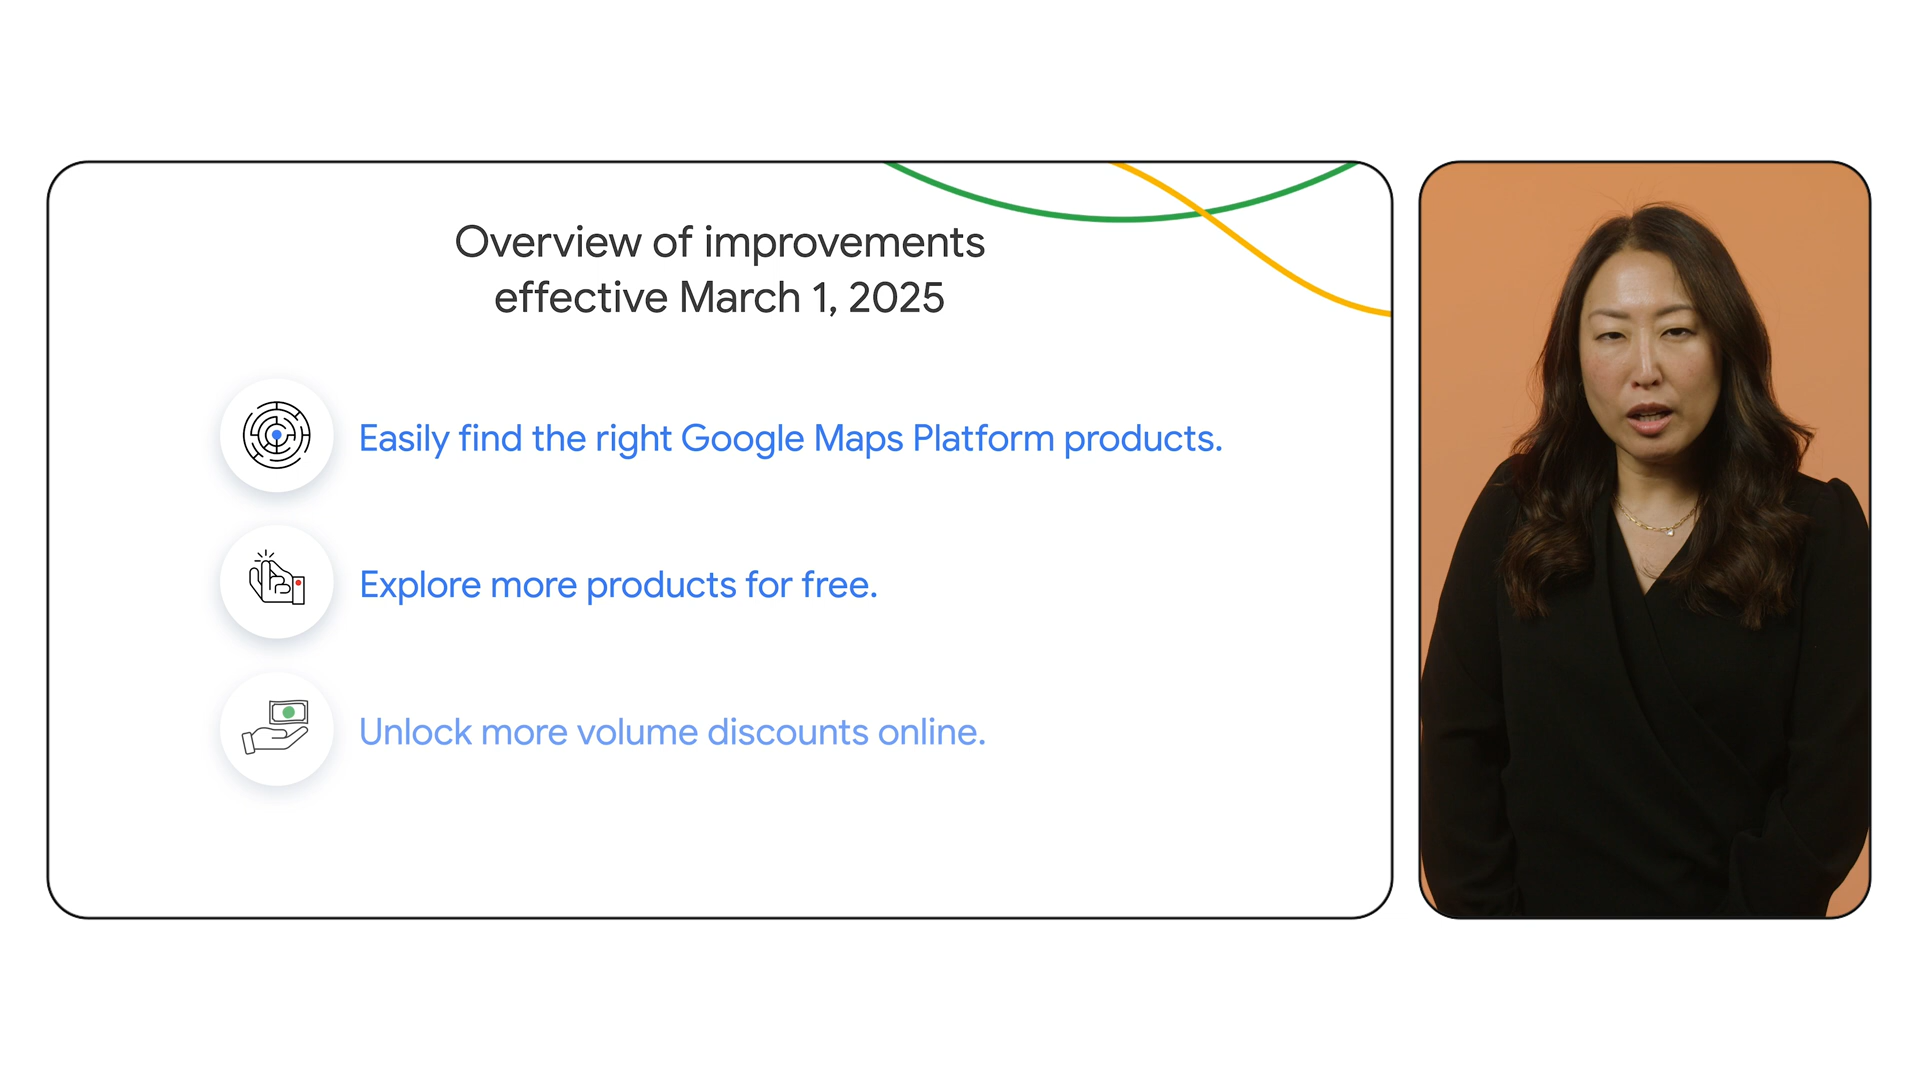 Overview of improvements
effective March 1, 2025
Easily find the right Google Maps Platform products.
Explore more products for free.
Unlock more volume discounts online.